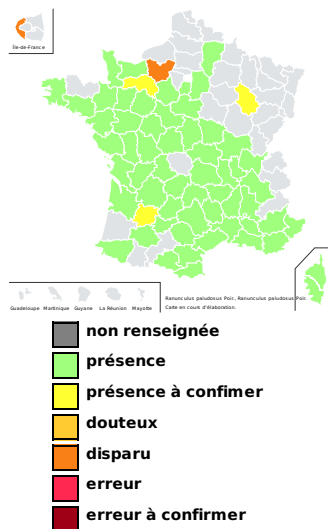 Île-de-France
Guadeloupe Martinique Guyane La Réunion Mayotte
Ranunculus paludosus Poir., Ranunculus paludosus Poir.
Carte en cours d'élaboration.
non renseignée
présence
présence à confimer
douteux
disparu
erreur
erreur à confirmer